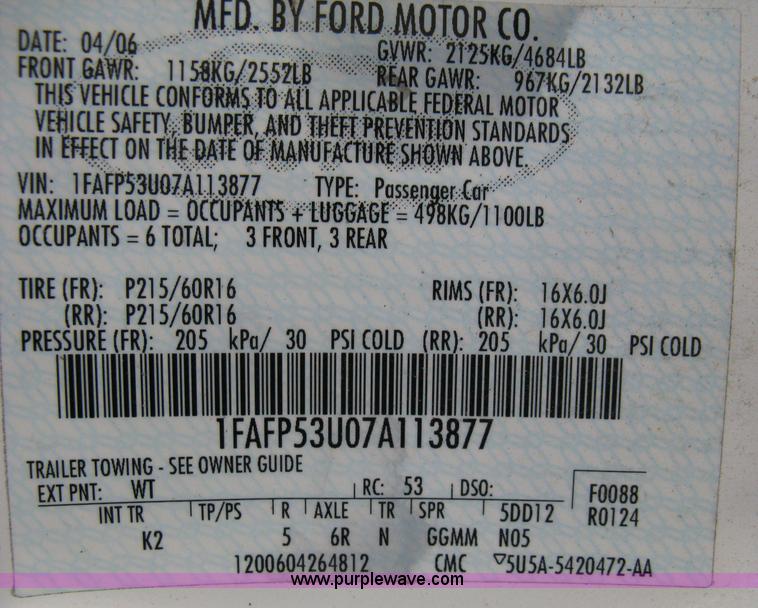 MFD. BY FORD MOTOR CO.
DATE: 04/06 GVWR: 2125KG/4684LB
FRONT GAWR: 1158KG/2552LB REAR GAWR: 967KG/2132LB
THIS VEHICLE CONFORMS TO ALL APPLICABLE FEDERAL MOTOR
VEHICLE SAFETY, BUMPER, AND THEFT PREVENTION STANDARDS
IN EFFECT ON THE DATE OF MANUFACTURE SHOWN ABOVE.
VIN: 1FAFP53U07A113877 TYPE: Passenger Car
MAXIMUM LOAD = OCCUPANTS + LUGGAGE = 498KG/1100LB
OCCUPANTS = 6 TOTAL; 3 FRONT, 3 REAR
TIRE (FR): P215/60R16 RIMS (FR): 16X6.0J
(RR): P215/60R16 (RR): 16X6.0J
PRESSURE (FR): 205 kPa/ 30 PSI COLD (RR): 205 kPa/ 30 PSI COLD
1FAFP53U07A113877
TRAILER TOWING - SEE OWNER GUIDE
EXT PNT: WT RC: 53 DSO: F0088
INT TR TP/PS R AXLE TR SPR 5DD12 R0124
K2 5 6R N GGMM N05
1200604264812 CMC ▽5U5A-5420472-AA
www.purplewave.com